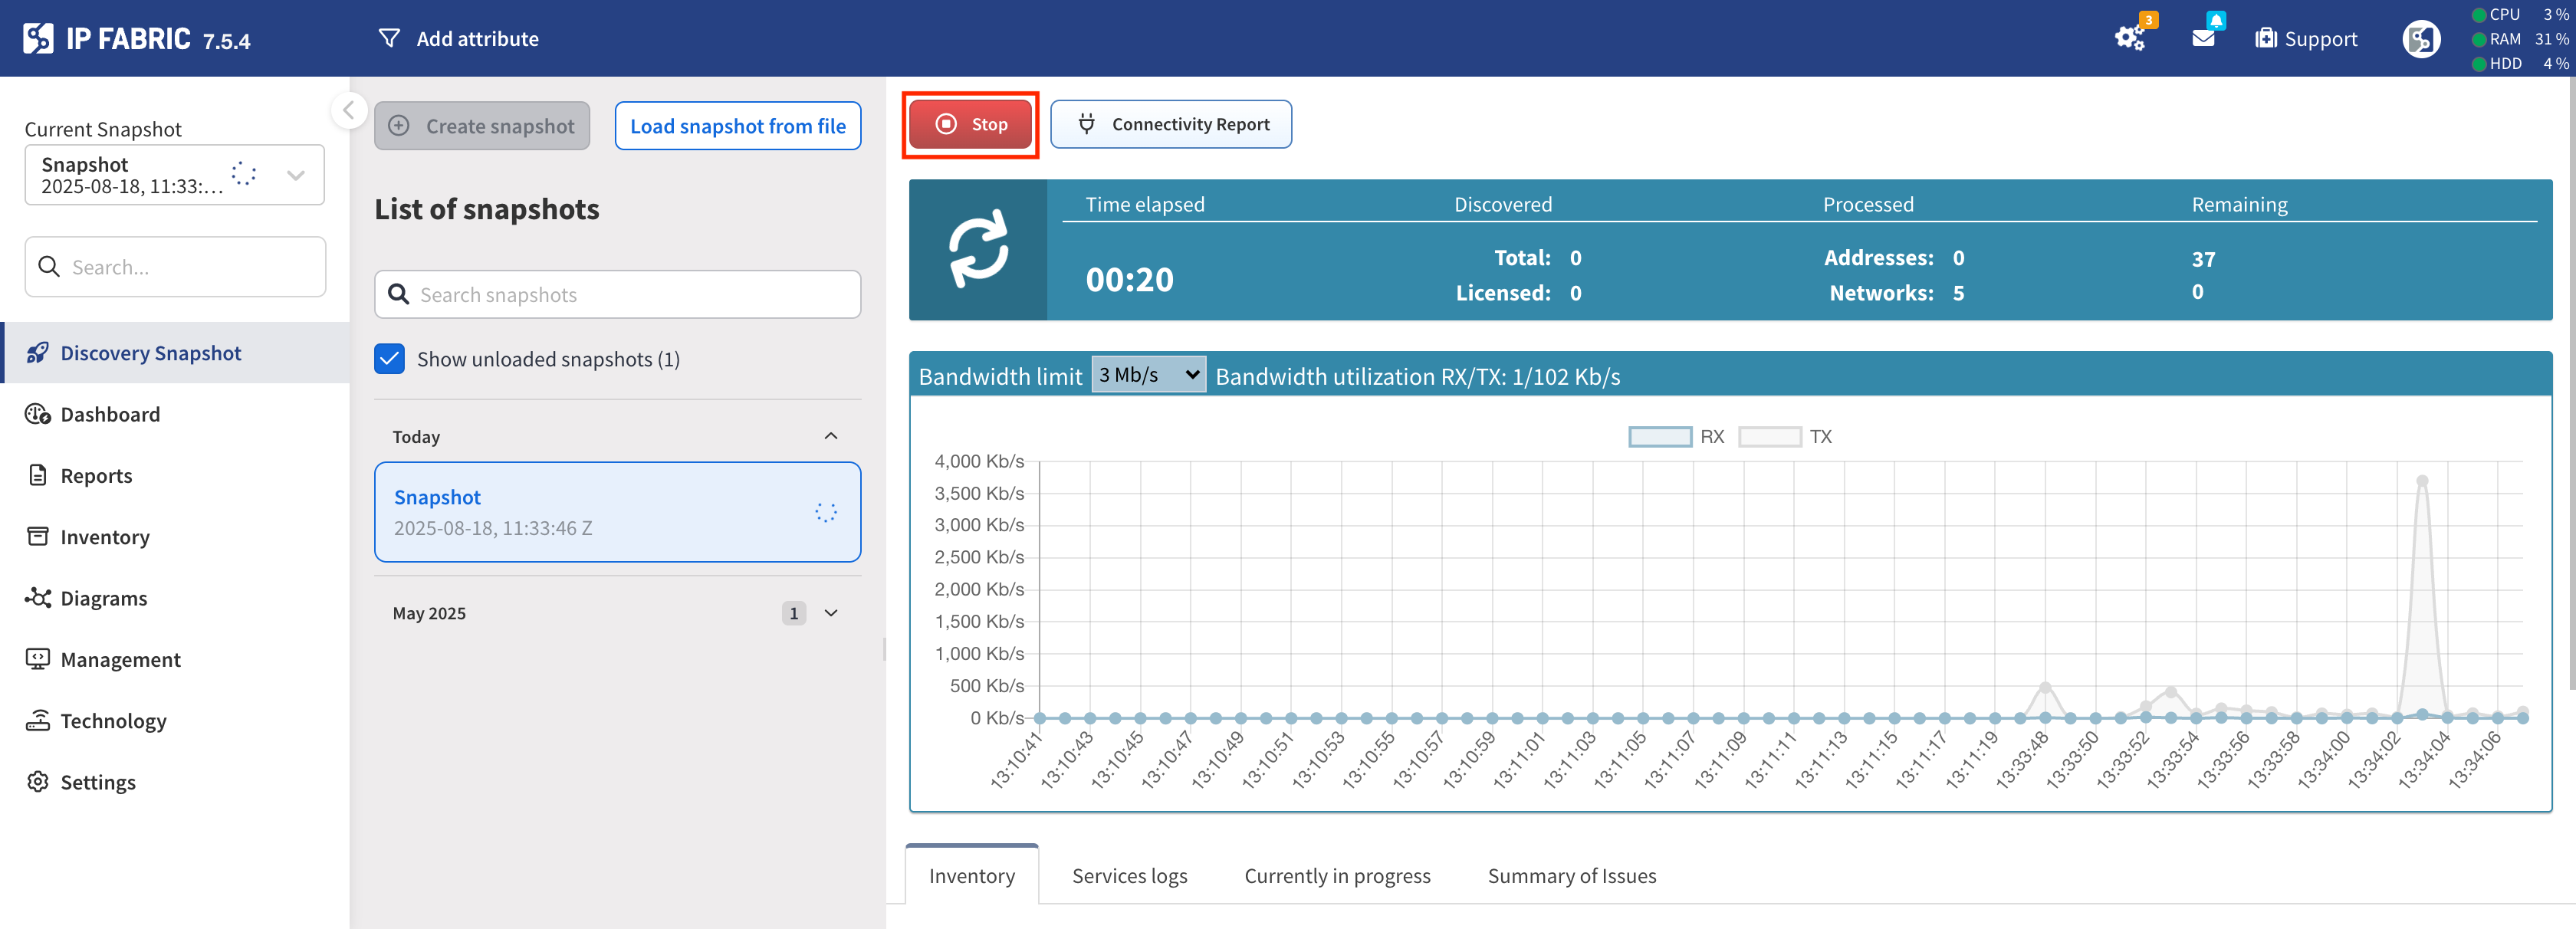 IP FABRIC 7.5.4
Add attribute
3
Support
CPU 3 %
RAM 31 %
HDD 4 %
Current Snapshot
Snapshot
2025-08-18, 11:33:...
Search...
Discovery Snapshot
Dashboard
Reports
Inventory
Diagrams
Management
Technology
Settings
Create snapshot
Load snapshot from file
List of snapshots
Search snapshots
Show unloaded snapshots (1)
Today
Snapshot
2025-08-18, 11:33:46 Z
May 2025 1
Stop
Connectivity Report
Time elapsed Discovered Processed Remaining
00:20
Total: 0 Addresses: 0 37
Licensed: 0 Networks: 5 0
Bandwidth limit 3 Mb/s Bandwidth utilization RX/TX: 1/102 Kb/s
RX TX
4,000 Kb/s
3,500 Kb/s
3,000 Kb/s
2,500 Kb/s
2,000 Kb/s
1,500 Kb/s
1,000 Kb/s
500 Kb/s
0 Kb/s
13:10:41 13:10:43 13:10:45 13:10:47 13:10:49 13:10:51 13:10:53 13:10:55 13:10:57 13:10:59 13:11:01 13:11:03 13:11:05 13:11:07 13:11:09 13:11:11 13:11:13 13:11:15 13:11:17 13:11:19 13:33:48 13:33:50 13:33:52 13:33:54 13:33:56 13:33:58 13:34:00 13:34:02 13:34:04 13:34:06
Inventory Services logs Currently in progress Summary of Issues